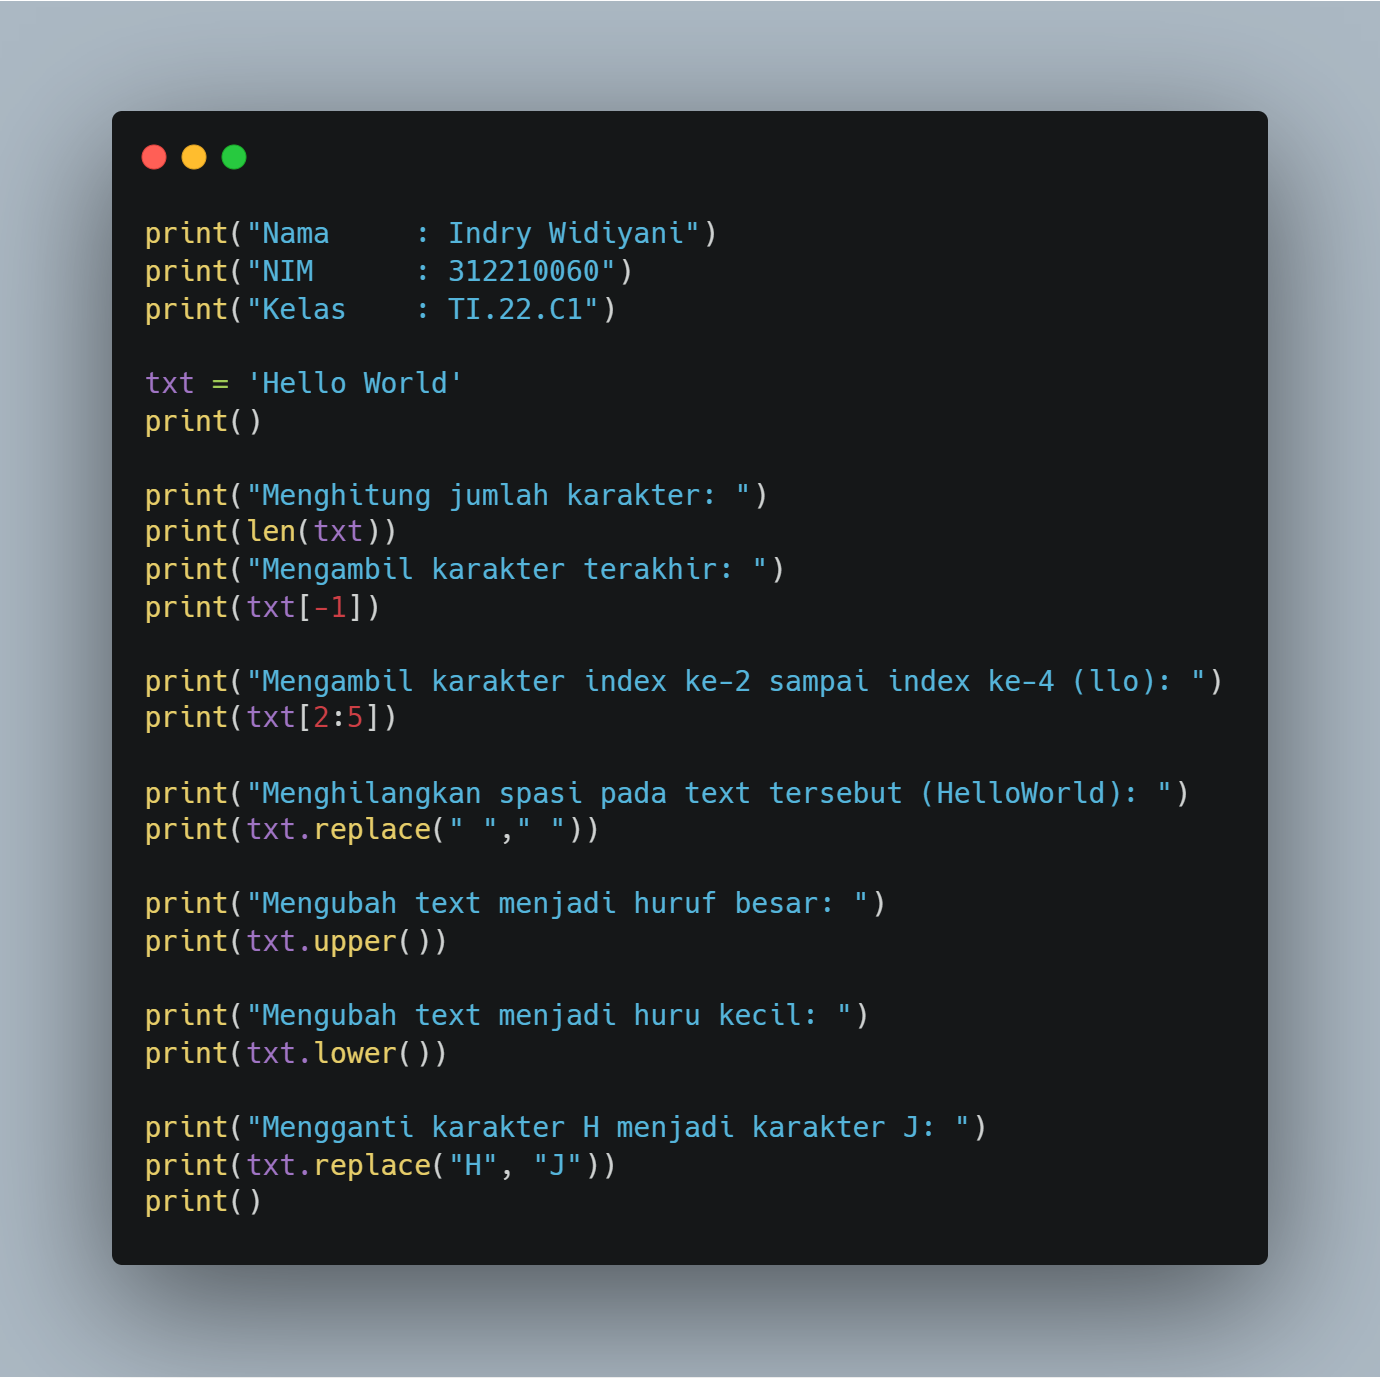 print("Nama     : Indry Widiyani")
print("NIM      : 312210060")
print("Kelas    : TI.22.C1")

txt = 'Hello World'
print()

print("Menghitung jumlah karakter: ")
print(len(txt))
print("Mengambil karakter terakhir: ")
print(txt[-1])

print("Mengambil karakter index ke-2 sampai index ke-4 (llo): ")
print(txt[2:5])

print("Menghilangkan spasi pada text tersebut (HelloWorld): ")
print(txt.replace(" "," "))

print("Mengubah text menjadi huruf besar: ")
print(txt.upper())

print("Mengubah text menjadi huru kecil: ")
print(txt.lower())

print("Mengganti karakter H menjadi karakter J: ")
print(txt.replace("H", "J"))
print()